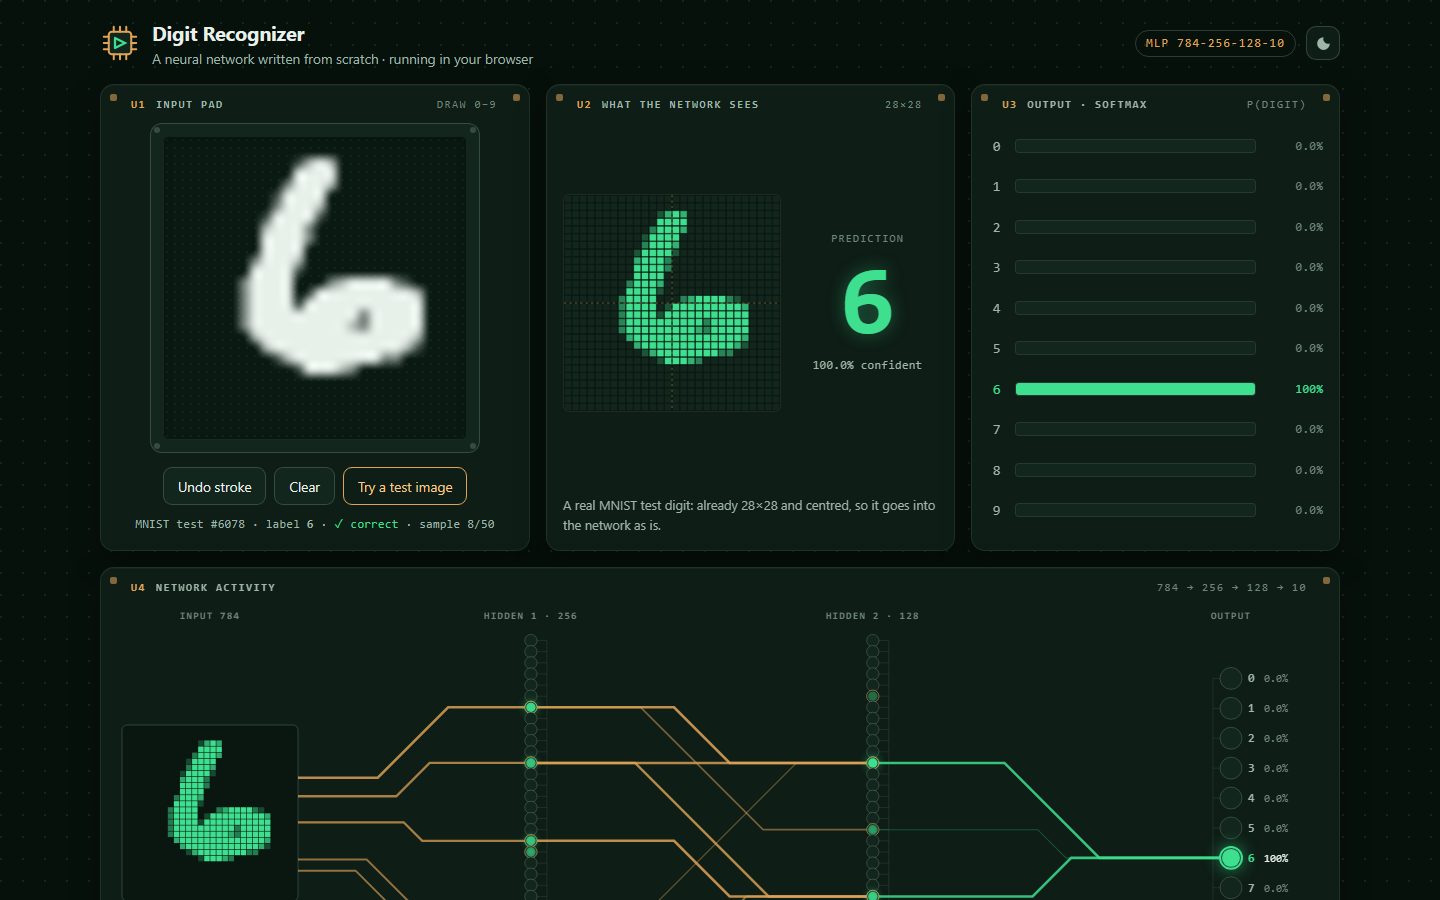 Digit Recognizer
A neural network written from scratch · running in your browser
MLP 784-256-128-10
U1 INPUT PAD
DRAW 0–9
6
Undo stroke
Clear
Try a test image
MNIST test #6078 · label 6 · ✓ correct · sample 8/50
U2 WHAT THE NETWORK SEES
28×28
6
PREDICTION
6
100.0% confident
A real MNIST test digit: already 28×28 and centred, so it goes into
the network as is.
U3 OUTPUT · SOFTMAX
P(DIGIT)
0 0.0%
1 0.0%
2 0.0%
3 0.0%
4 0.0%
5 0.0%
6 100%
7 0.0%
8 0.0%
9 0.0%
U4 NETWORK ACTIVITY
784 → 256 → 128 → 10
INPUT 784
HIDDEN 1 · 256
HIDDEN 2 · 128
OUTPUT
6
0 0.0%
1 0.0%
2 0.0%
3 0.0%
4 0.0%
5 0.0%
6 100%
7 0.0%